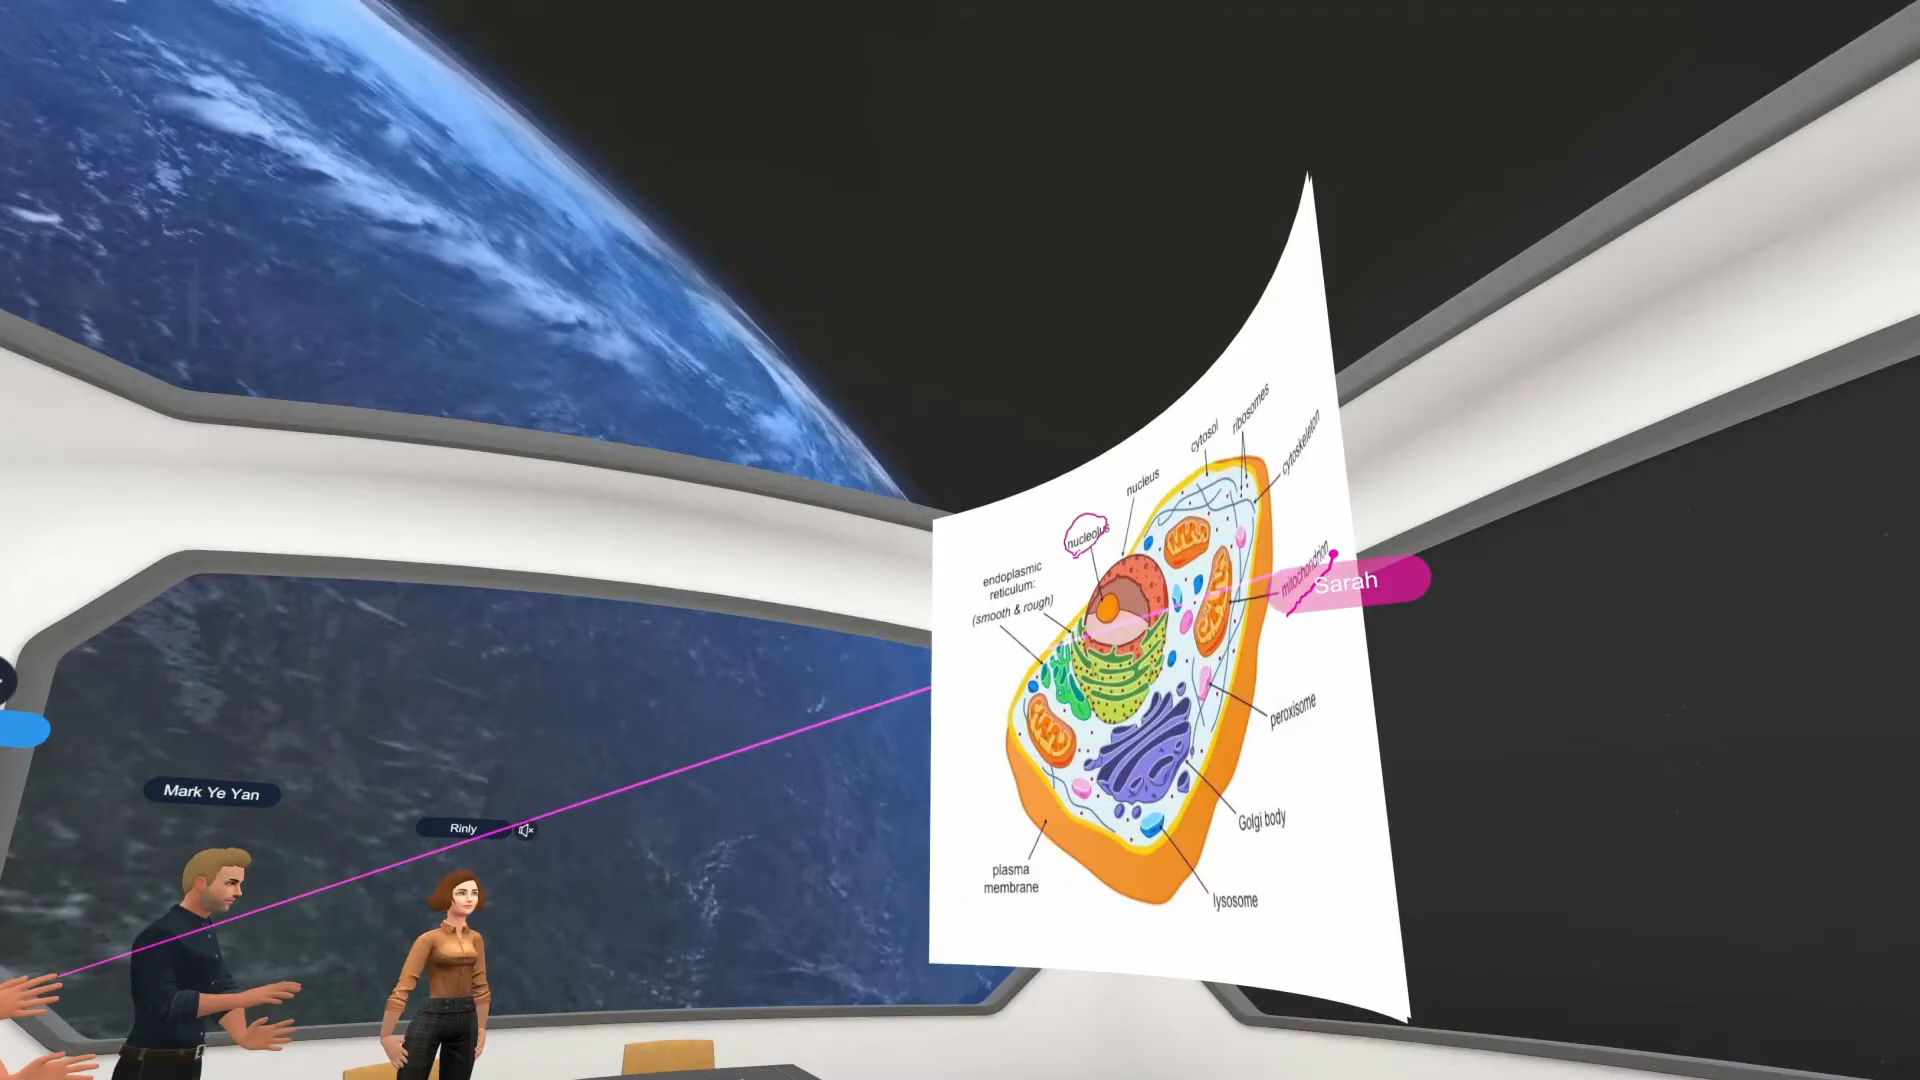 ribosomes
cytosol
cytoskeleton
nucleus
nucleolus
mitochondrion
endoplasmic
reticulum:
(smooth & rough)
Sarah
peroxisome
Golgi body
plasma
membrane
lysosome
Mark Ye Yan
Rinly